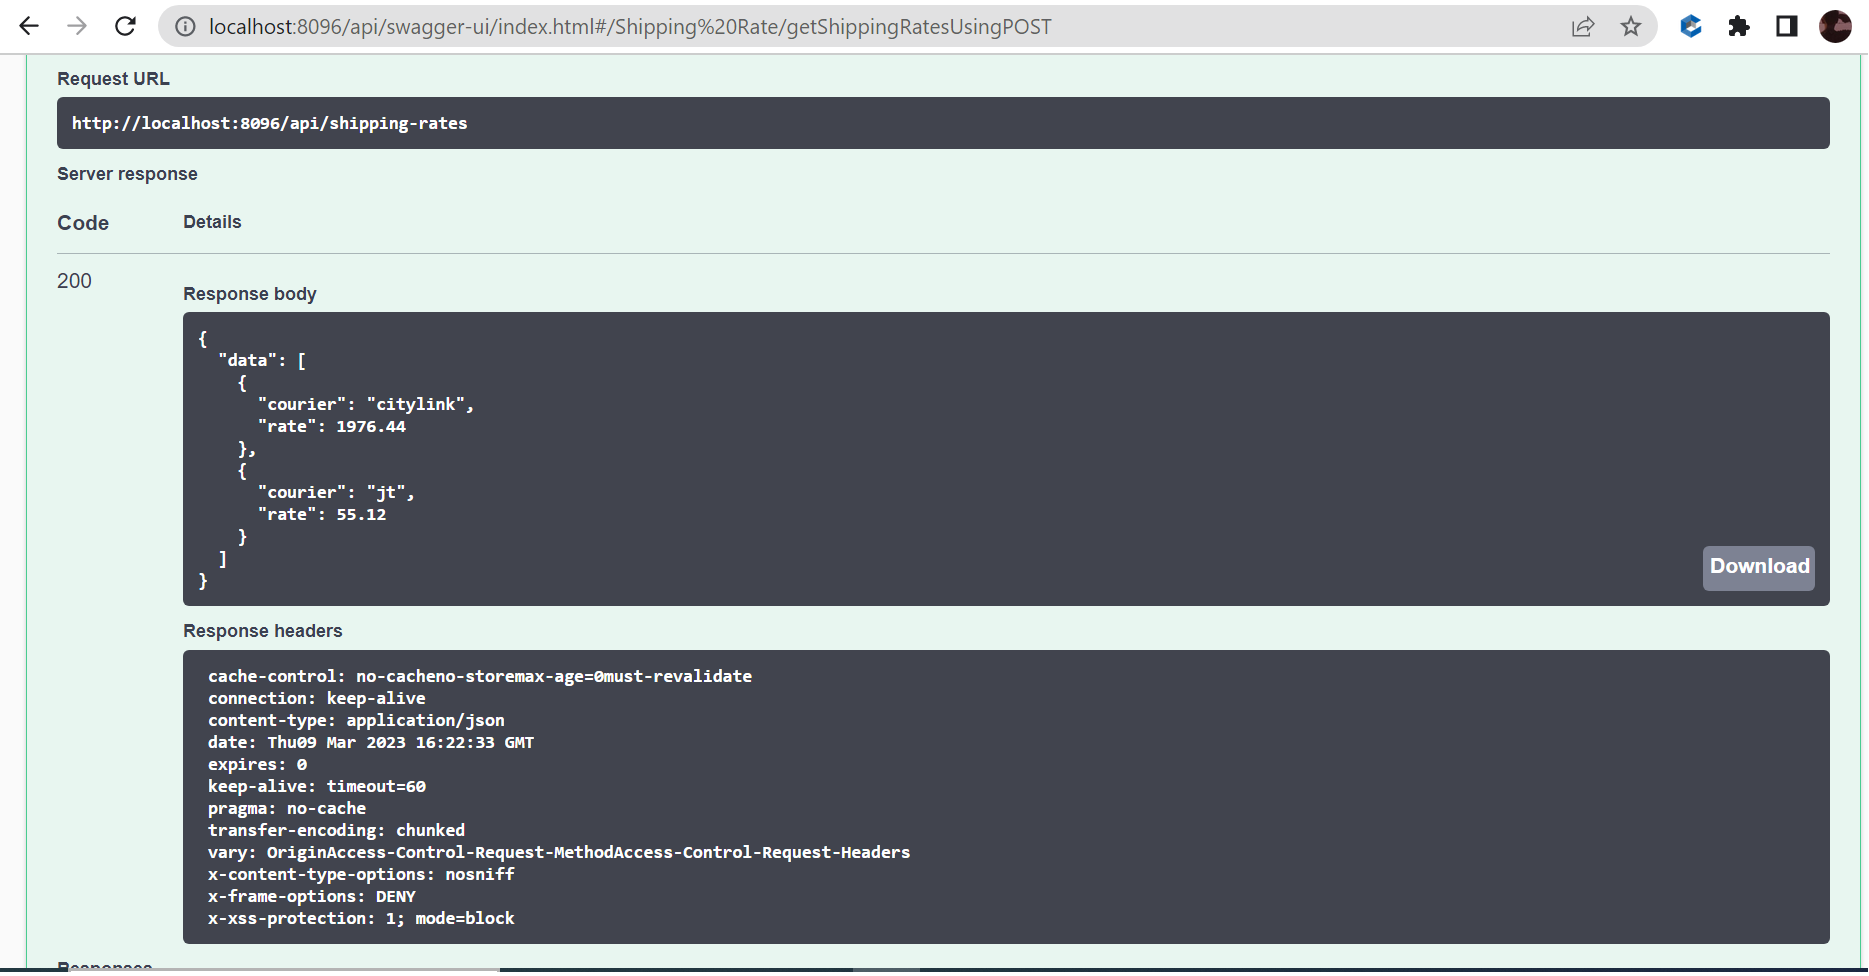 localhost:8096/api/swagger-ui/index.html#/Shipping%20Rate/getShippingRatesUsingPOST
Request URL
http://localhost:8096/api/shipping-rates
Server response
Code Details
200
Response body
{
  "data": [
    {
      "courier": "citylink",
      "rate": 1976.44
    },
    {
      "courier": "jt",
      "rate": 55.12
    }
  ]
}
Download
Response headers
cache-control: no-cacheno-storemax-age=0must-revalidate
connection: keep-alive
content-type: application/json
date: Thu09 Mar 2023 16:22:33 GMT
expires: 0
keep-alive: timeout=60
pragma: no-cache
transfer-encoding: chunked
vary: OriginAccess-Control-Request-MethodAccess-Control-Request-Headers
x-content-type-options: nosniff
x-frame-options: DENY
x-xss-protection: 1; mode=block
Responses